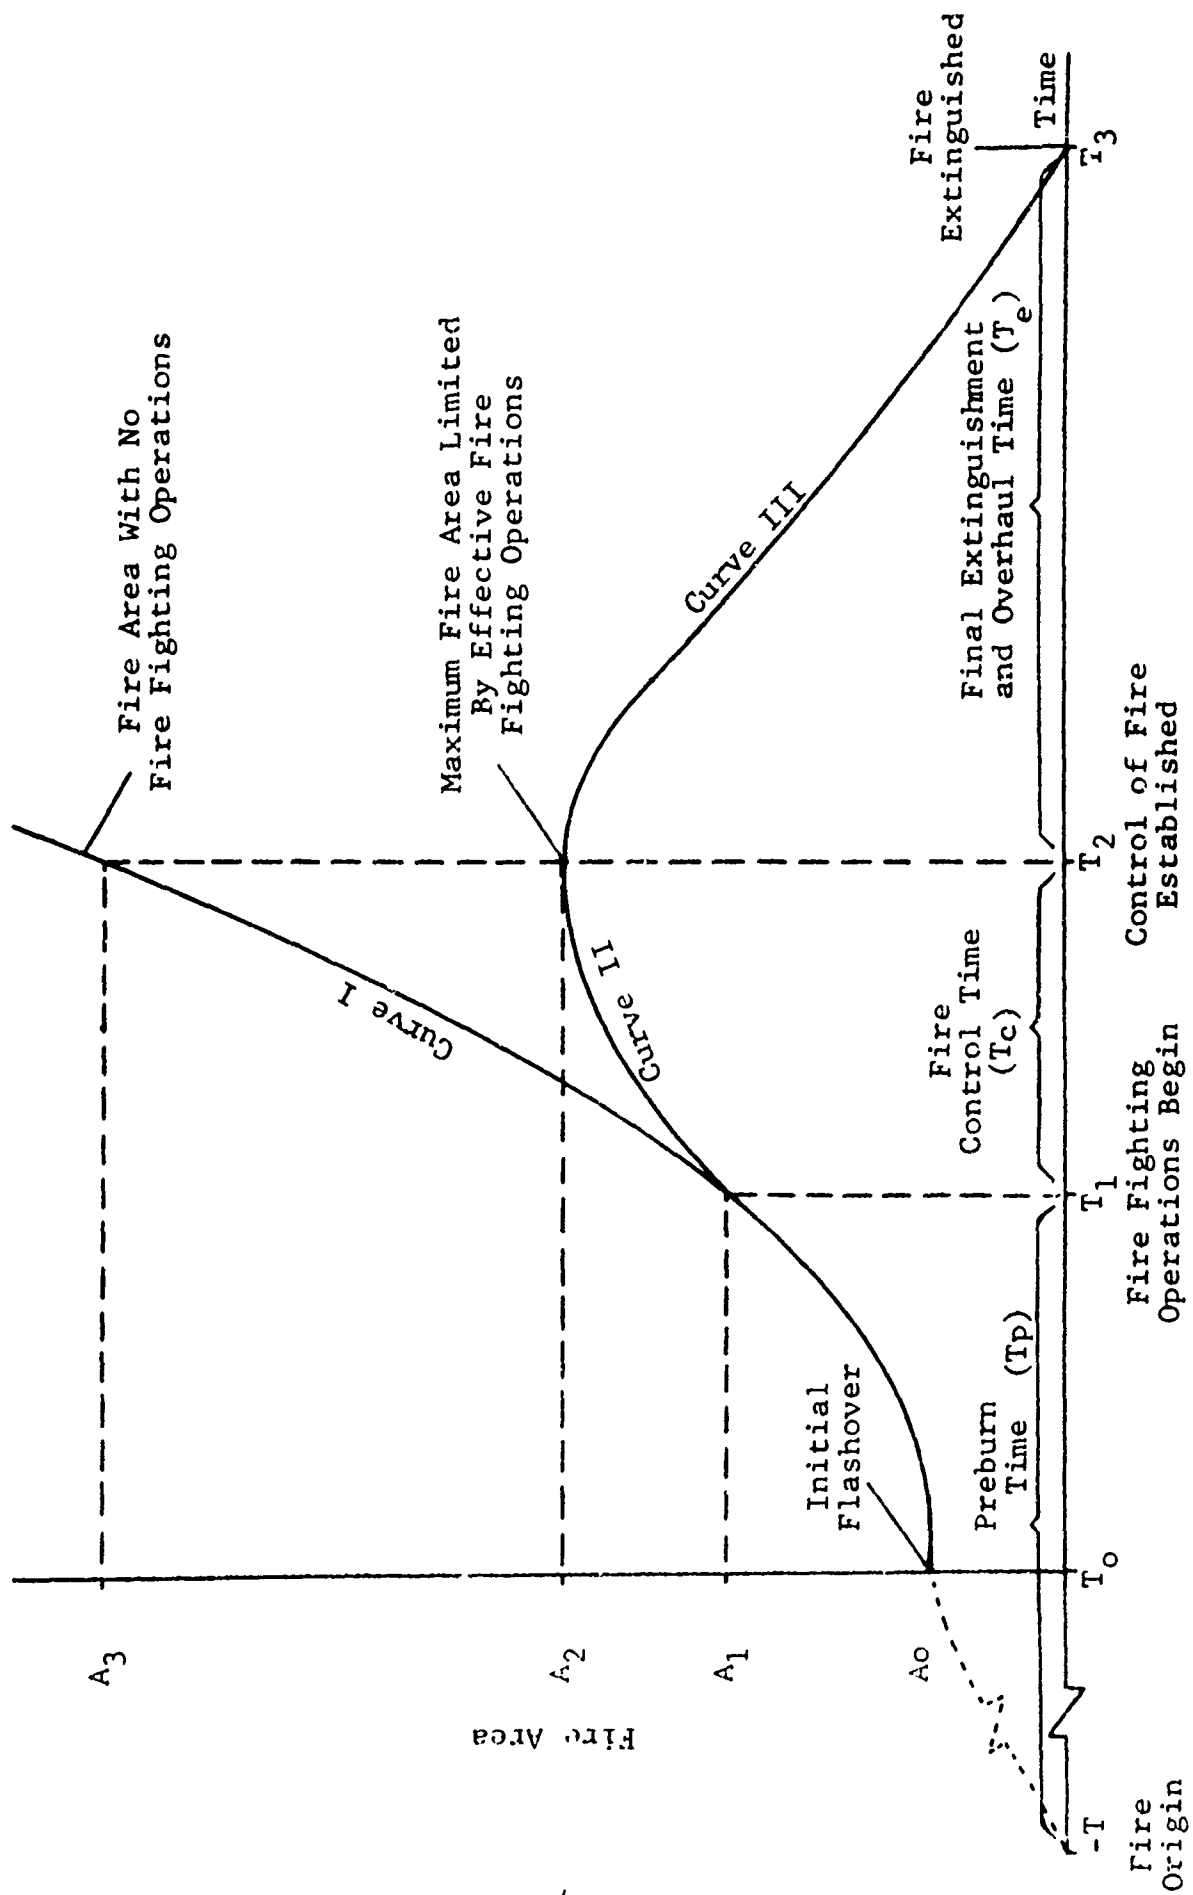 Fire Area With No
Fire Fighting Operations
A3
Curve I
Maximum Fire Area Limited
By Effective Fire
Fighting Operations
A2
Curve II
Curve III
A1
Fire Area
Initial
Flashover
Ao
Fire
Extinguished
Preburn
Time (Tp)
Fire
Control Time
(Tc)
Final Extinguishment
and Overhaul Time (Te)
Time
-T
To
T1
T2
T3
Fire
Origin
Fire Fighting
Operations Begin
Control of Fire
Established